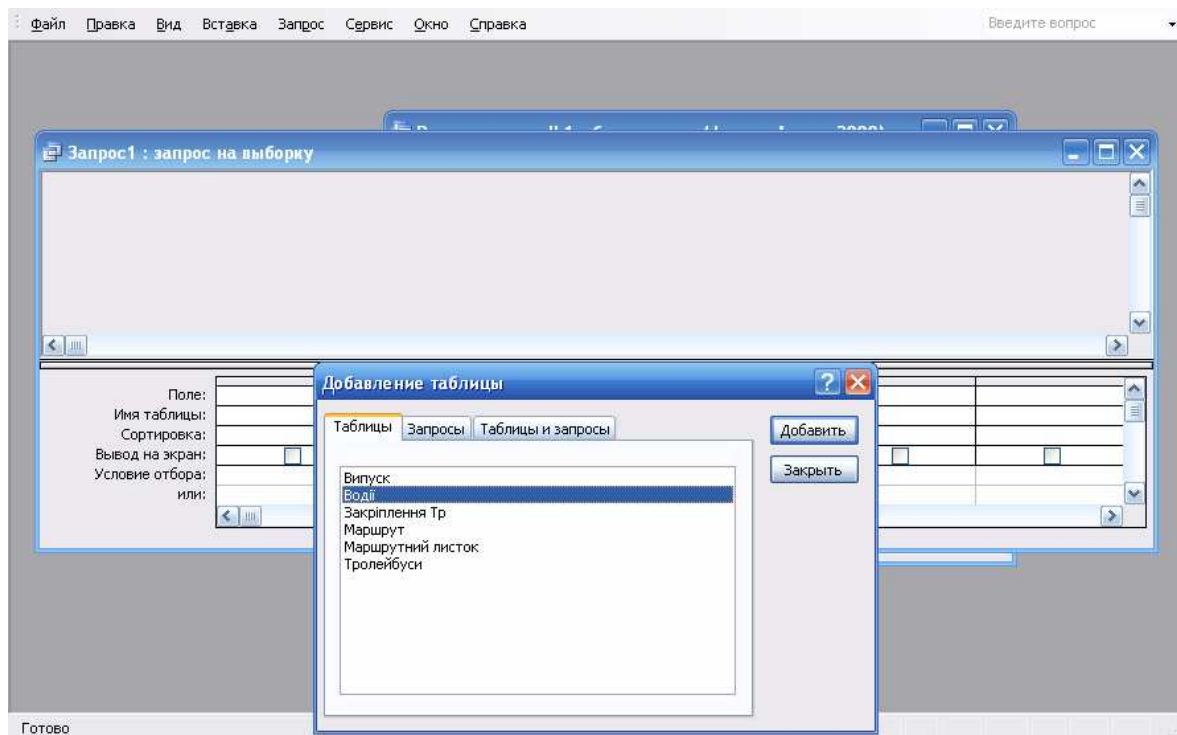 Файл Правка Вид Вставка Запрос Сервис Окно Справка Введите вопрос
Запрос1 : запрос на выборку
Поле:
Имя таблицы:
Сортировка:
Вывод на экран:
Условие отбора:
или:
Добавление таблицы
Таблицы Запросы Таблицы и запросы
Добавить
Закрыть
Випуск
Водії
Закріплення Тр
Маршрут
Маршрутний листок
Тролейбуси
Готово